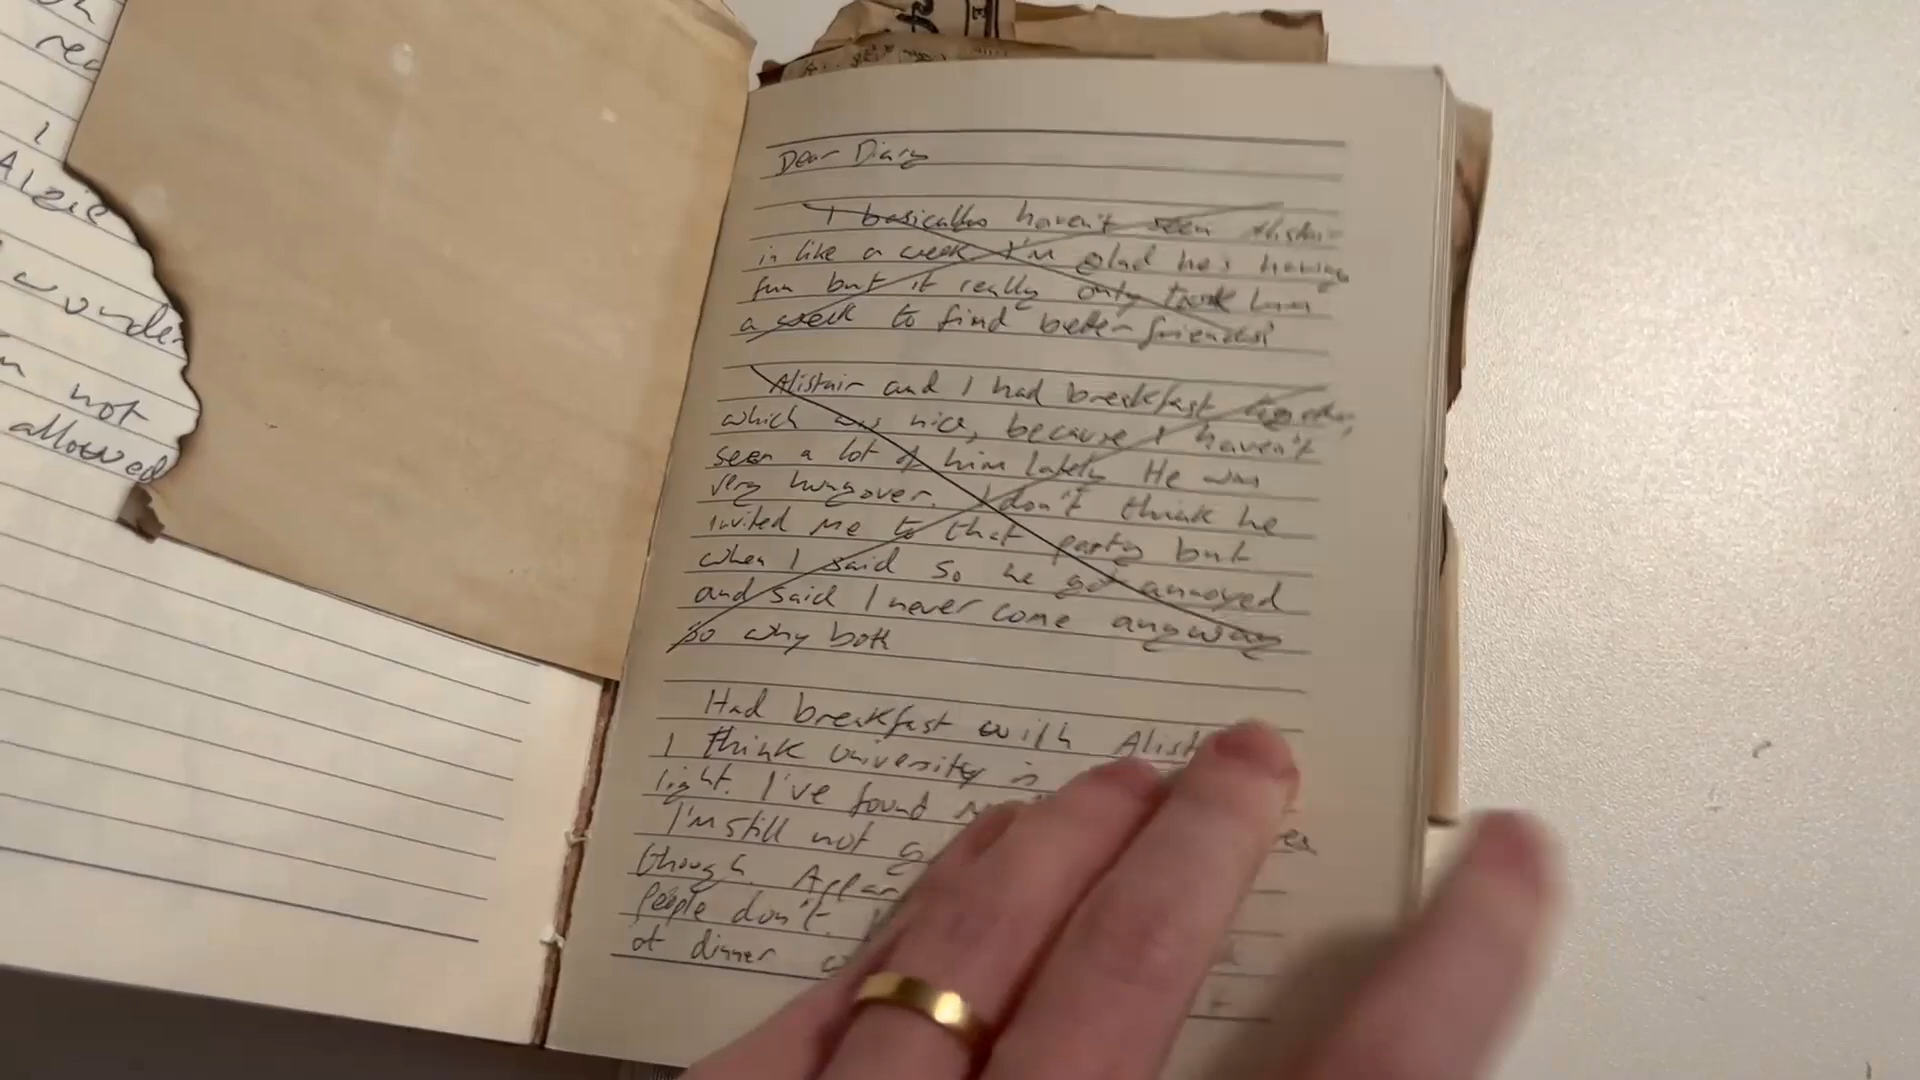 rec
I
Alzie
I wonder
m not
allowed
Dear Diary
I basically haven't seen Alistair
in like a week I'm glad he's having
fun but it really only took him
a week to find better friends?
Alistair and I had breakfast together,
which was nice, because I haven't
seen a lot of him lately He was
very hungover. I don't think he
invited me to that party but
when I said so he got annoyed
and said I never come anyway
so why both
Had breakfast with Alist
I think university is
light. I've found
I'm still not g
though. Appar
People don't.
at dinner